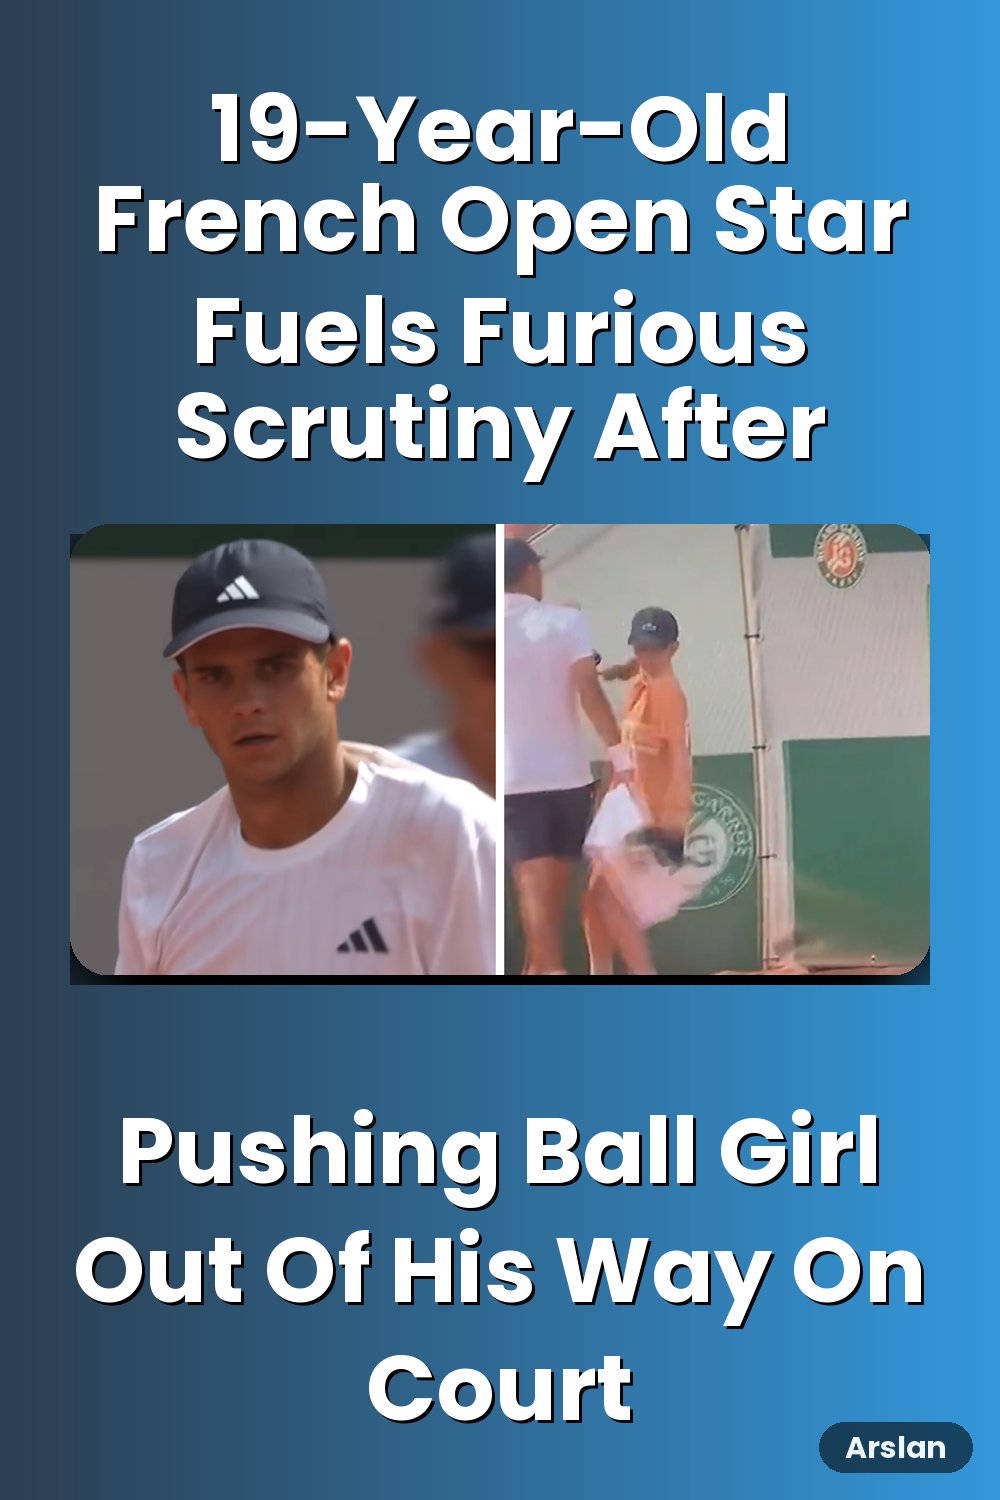 19-Year-Old
French Open Star
Fuels Furious
Scrutiny After
Pushing Ball Girl
Out Of His Way On
Court
Arslan